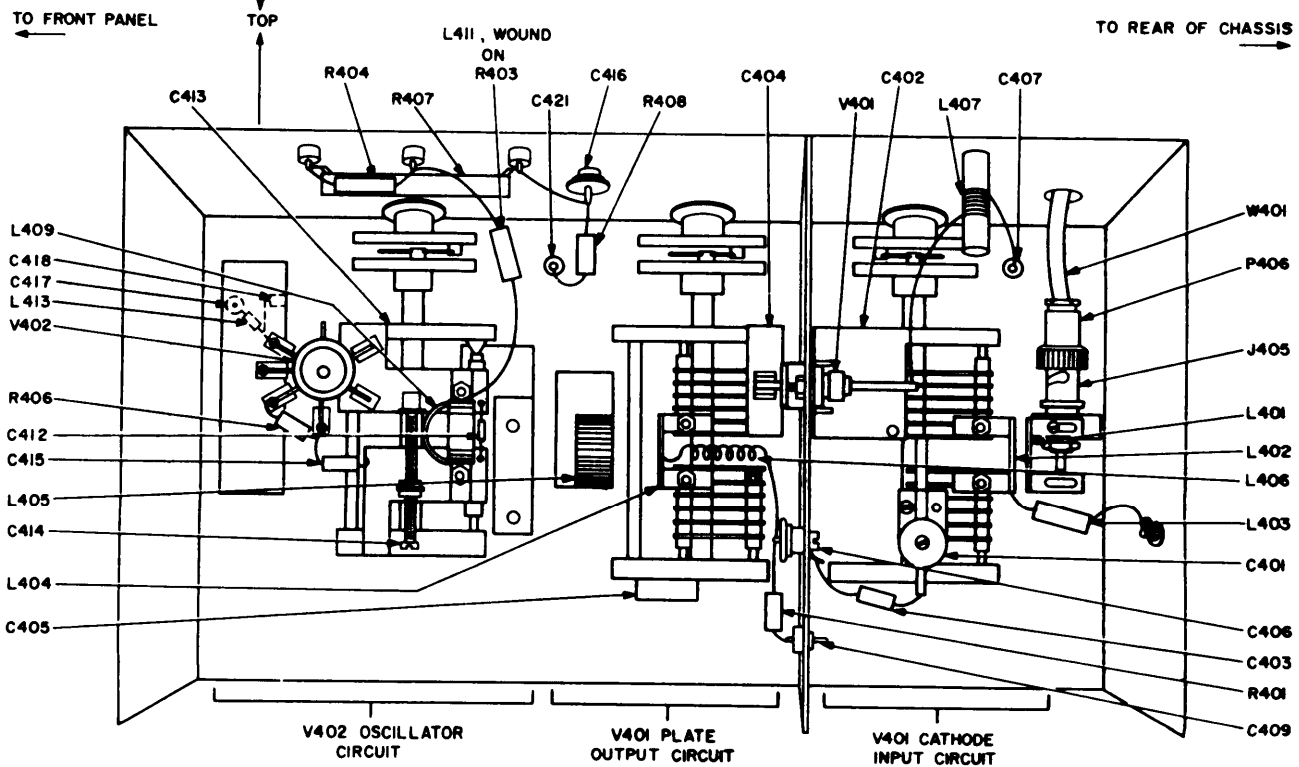 TO FRONT PANEL
TOP
TO REAR OF CHASSIS
L411, WOUND
ON
R403
R404
C416
C404
C402
C407
C413
R407
C421
R408
V401
L407
L409
C418
C417
L413
V402
R406
C412
C415
L405
C414
L404
C405
W401
P406
J405
L401
L402
L406
L403
C401
C406
C403
R401
C409
V402 OSCILLATOR
CIRCUIT
V401 PLATE
OUTPUT CIRCUIT
V401 CATHODE
INPUT CIRCUIT